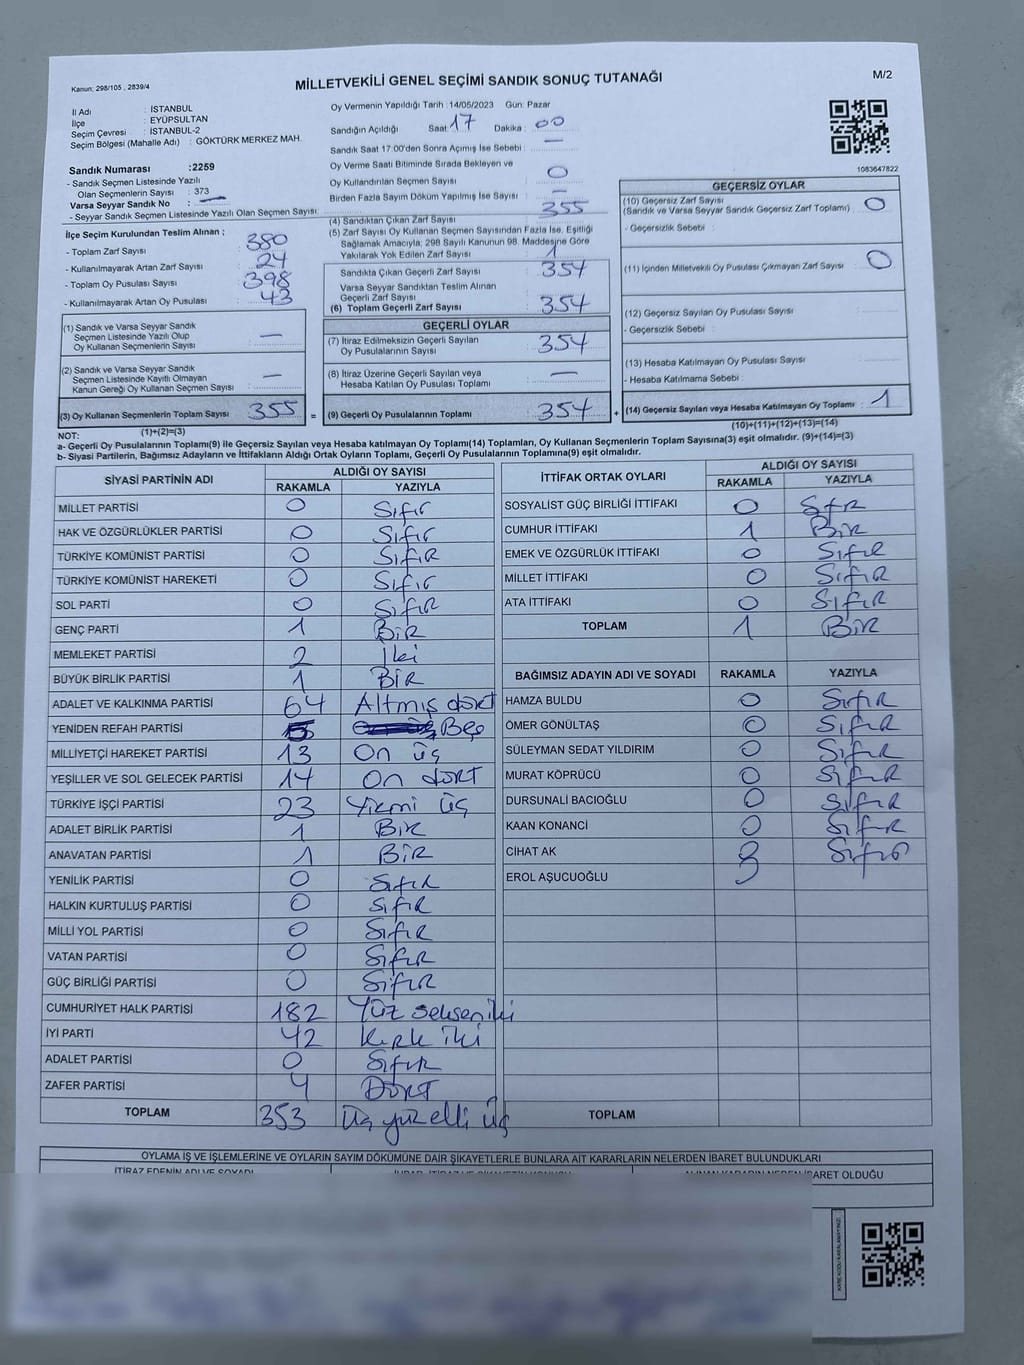 Kanun: 298/105 , 2839/4
MİLLETVEKİLİ GENEL SEÇİMİ SANDIK SONUÇ TUTANAĞI
M/2
İl Adı : İSTANBUL
İlçe : EYÜPSULTAN
Seçim Çevresi : İSTANBUL-2
Seçim Bölgesi (Mahalle Adı) : GÖKTÜRK MERKEZ MAH.
Sandık Numarası :2259
- Sandık Seçmen Listesinde Yazılı
Olan Seçmenlerin Sayısı : 373
Varsa Seyyar Sandık No : —
- Seyyar Sandık Seçmen Listesinde Yazılı Olan Seçmen Sayısı:
İlçe Seçim Kurulundan Teslim Alınan ;
- Toplam Zarf Sayısı : 380
- Kullanılmayarak Artan Zarf Sayısı : 24
- Toplam Oy Pusulası Sayısı : 398
- Kullanılmayarak Artan Oy Pusulası : 43
(1) Sandık ve Varsa Seyyar Sandık
Seçmen Listesinde Yazılı Olup
Oy Kullanan Seçmenlerin Sayısı : —
(2) Sandık ve Varsa Seyyar Sandık
Seçmen Listesinde Kayıtlı Olmayan
Kanun Gereği Oy Kullanan Seçmen Sayısı : —
(3) Oy Kullanan Seçmenlerin Toplam Sayısı : 355
(1)+(2)=(3)
Oy Vermenin Yapıldığı Tarih :14/05/2023 Gün: Pazar
Sandığın Açıldığı Saat: 17 Dakika : 00
Sandık Saat 17:00'den Sonra Açımış İse Sebebi : —
Oy Verme Saati Bitiminde Sırada Bekleyen ve
Oy Kullandırılan Seçmen Sayısı : 0
Birden Fazla Sayım Döküm Yapılmış İse Sayısı : —
(4) Sandıktan Çıkan Zarf Sayısı : 355
(5) Zarf Sayısı Oy Kullanan Seçmen Sayısından Fazla İse, Eşitliği
Sağlamak Amacıyla; 298 Sayılı Kanunun 98. Maddesine Göre
Yakılarak Yok Edilen Zarf Sayısı : 1
Sandıkta Çıkan Geçerli Zarf Sayısı : 354
Varsa Seyyar Sandıktan Teslim Alınan
Geçerli Zarf Sayısı :
(6) Toplam Geçerli Zarf Sayısı : 354
GEÇERLİ OYLAR
(7) İtiraz Edilmeksizin Geçerli Sayılan
Oy Pusulalarının Sayısı : 354
(8) İtiraz Üzerine Geçerli Sayılan veya
Hesaba Katılan Oy Pusulası Toplamı : —
= (9) Geçerli Oy Pusulalarının Toplamı : 354
1083647822
GEÇERSİZ OYLAR
(10) Geçersiz Zarf Sayısı
(Sandık ve Varsa Seyyar Sandık Geçersiz Zarf Toplamı) : 0
- Geçersizlik Sebebi :
(11) İçinden Milletvekili Oy Pusulası Çıkmayan Zarf Sayısı : 0
(12) Geçersiz Sayılan Oy Pusulası Sayısı :
- Geçersizlik Sebebi :
(13) Hesaba Katılmayan Oy Pusulası Sayısı :
- Hesaba Katılmama Sebebi :
+ (14) Geçersiz Sayılan veya Hesaba Katılmayan Oy Toplamı : 1
(10)+(11)+(12)+(13)=(14)
NOT:
a- Geçerli Oy Pusulalarının Toplamı(9) ile Geçersiz Sayılan veya Hesaba katılmayan Oy Toplamı(14) Toplamları, Oy Kullanan Seçmenlerin Toplam Sayısına(3) eşit olmalıdır. (9)+(14)=(3)
b- Siyasi Partilerin, Bağımsız Adayların ve İttifakların Aldığı Ortak Oyların Toplamı, Geçerli Oy Pusulalarının Toplamına(9) eşit olmalıdır.
SİYASİ PARTİNİN ADI ALDIĞI OY SAYISI
RAKAMLA YAZIYLA
MİLLET PARTİSİ 0 Sıfır
HAK VE ÖZGÜRLÜKLER PARTİSİ 0 Sıfır
TÜRKİYE KOMÜNİST PARTİSİ 0 SıfıR
TÜRKİYE KOMÜNİST HAREKETİ 0 Sıfır
SOL PARTİ 0 SıfıR
GENÇ PARTİ 1 BiR
MEMLEKET PARTİSİ 2 İki
BÜYÜK BİRLİK PARTİSİ 1 BiR
ADALET VE KALKINMA PARTİSİ 64 Altmış dört
YENİDEN REFAH PARTİSİ 5 Beş
MİLLİYETÇİ HAREKET PARTİSİ 13 On üç
YEŞİLLER VE SOL GELECEK PARTİSİ 14 On dört
TÜRKİYE İŞÇİ PARTİSİ 23 Yirmi üç
ADALET BİRLİK PARTİSİ 1 BiR
ANAVATAN PARTİSİ 1 BiR
YENİLİK PARTİSİ 0 SıfıR
HALKIN KURTULUŞ PARTİSİ 0 SıfıR
MİLLİ YOL PARTİSİ 0 SıfıR
VATAN PARTİSİ 0 SıfıR
GÜÇ BİRLİĞİ PARTİSİ 0 SıfıR
CUMHURİYET HALK PARTİSİ 182 Yüz seksen iki
İYİ PARTİ 42 Kırk iki
ADALET PARTİSİ 0 SıfıR
ZAFER PARTİSİ 4 DöRt
TOPLAM 353 Üç yüz elli üç
İTTİFAK ORTAK OYLARI ALDIĞI OY SAYISI
RAKAMLA YAZIYLA
SOSYALİST GÜÇ BİRLİĞİ İTTİFAKI 0 SıfR
CUMHUR İTTİFAKI 1 BiR
EMEK VE ÖZGÜRLÜK İTTİFAKI 0 SıfıR
MİLLET İTTİFAKI 0 SıfıR
ATA İTTİFAKI 0 SıfıR
TOPLAM 1 BiR
BAĞIMSIZ ADAYIN ADI VE SOYADI RAKAMLA YAZIYLA
HAMZA BULDU 0 SıfıR
ÖMER GÖNÜLTAŞ 0 SıfıR
SÜLEYMAN SEDAT YILDIRIM 0 SıfıR
MURAT KÖPRÜCÜ 0 SıfıR
DURSUNALİ BACIOĞLU 0 SıfıR
KAAN KONANCİ 0 SıfıR
CİHAT AK Sıfır
EROL AŞUCUOĞLU
TOPLAM
OYLAMA İŞ VE İŞLEMLERİNE VE OYLARIN SAYIM DÖKÜMÜNE DAİR ŞİKAYETLERLE BUNLARA AİT KARARLARIN NELERDEN İBARET BULUNDUKLARI
İTİRAZ EDENİN ADI VE SOYADI